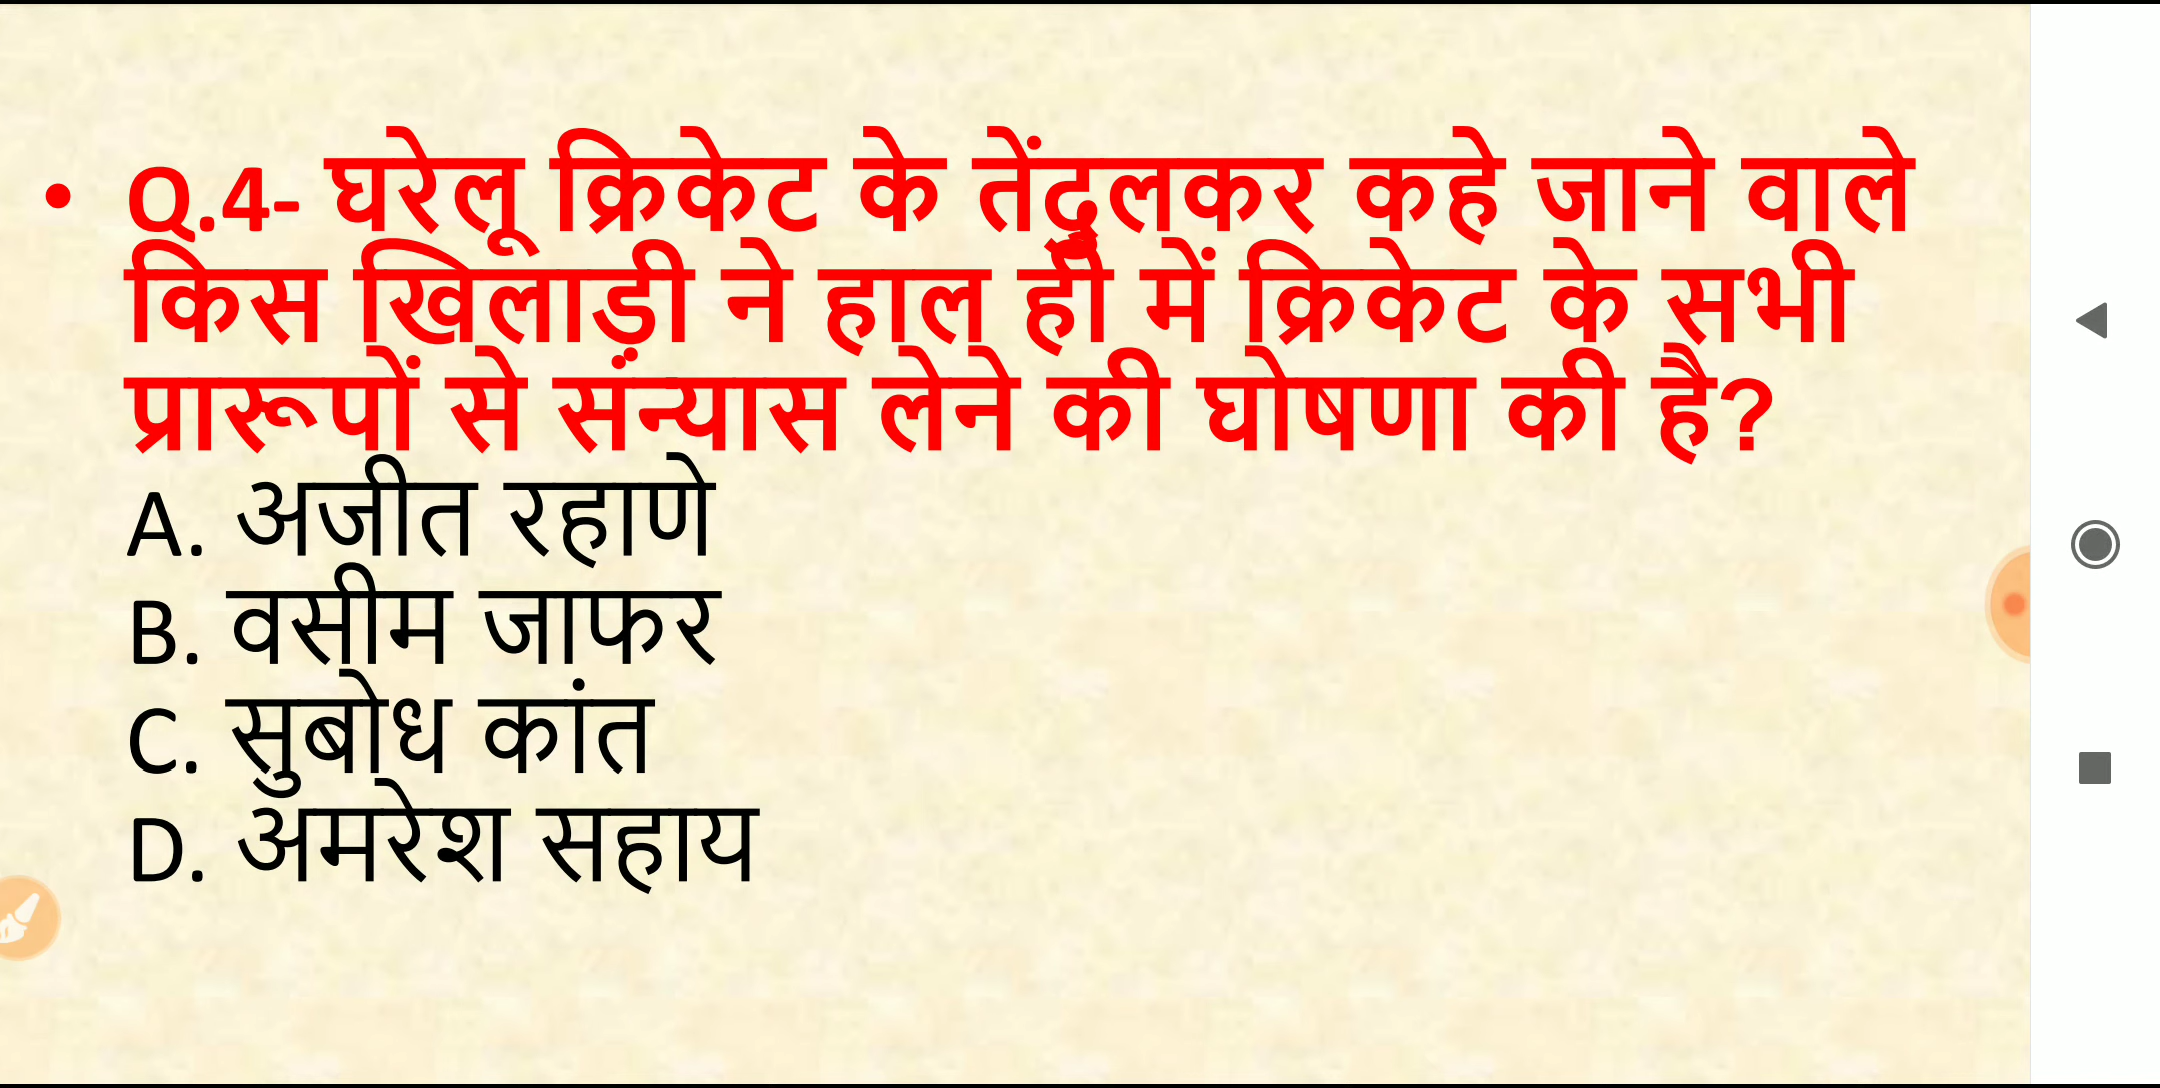 • Q.4- घरेलू क्रिकेट के तेंदुलकर कहे जाने वाले
किस खिलाड़ी ने हाल ही में क्रिकेट के सभी
प्रारूपों से संन्यास लेने की घोषणा की है?
A. अजीत रहाणे
B. वसीम जाफर
C. सुबोध कांत
D. अमरेश सहाय